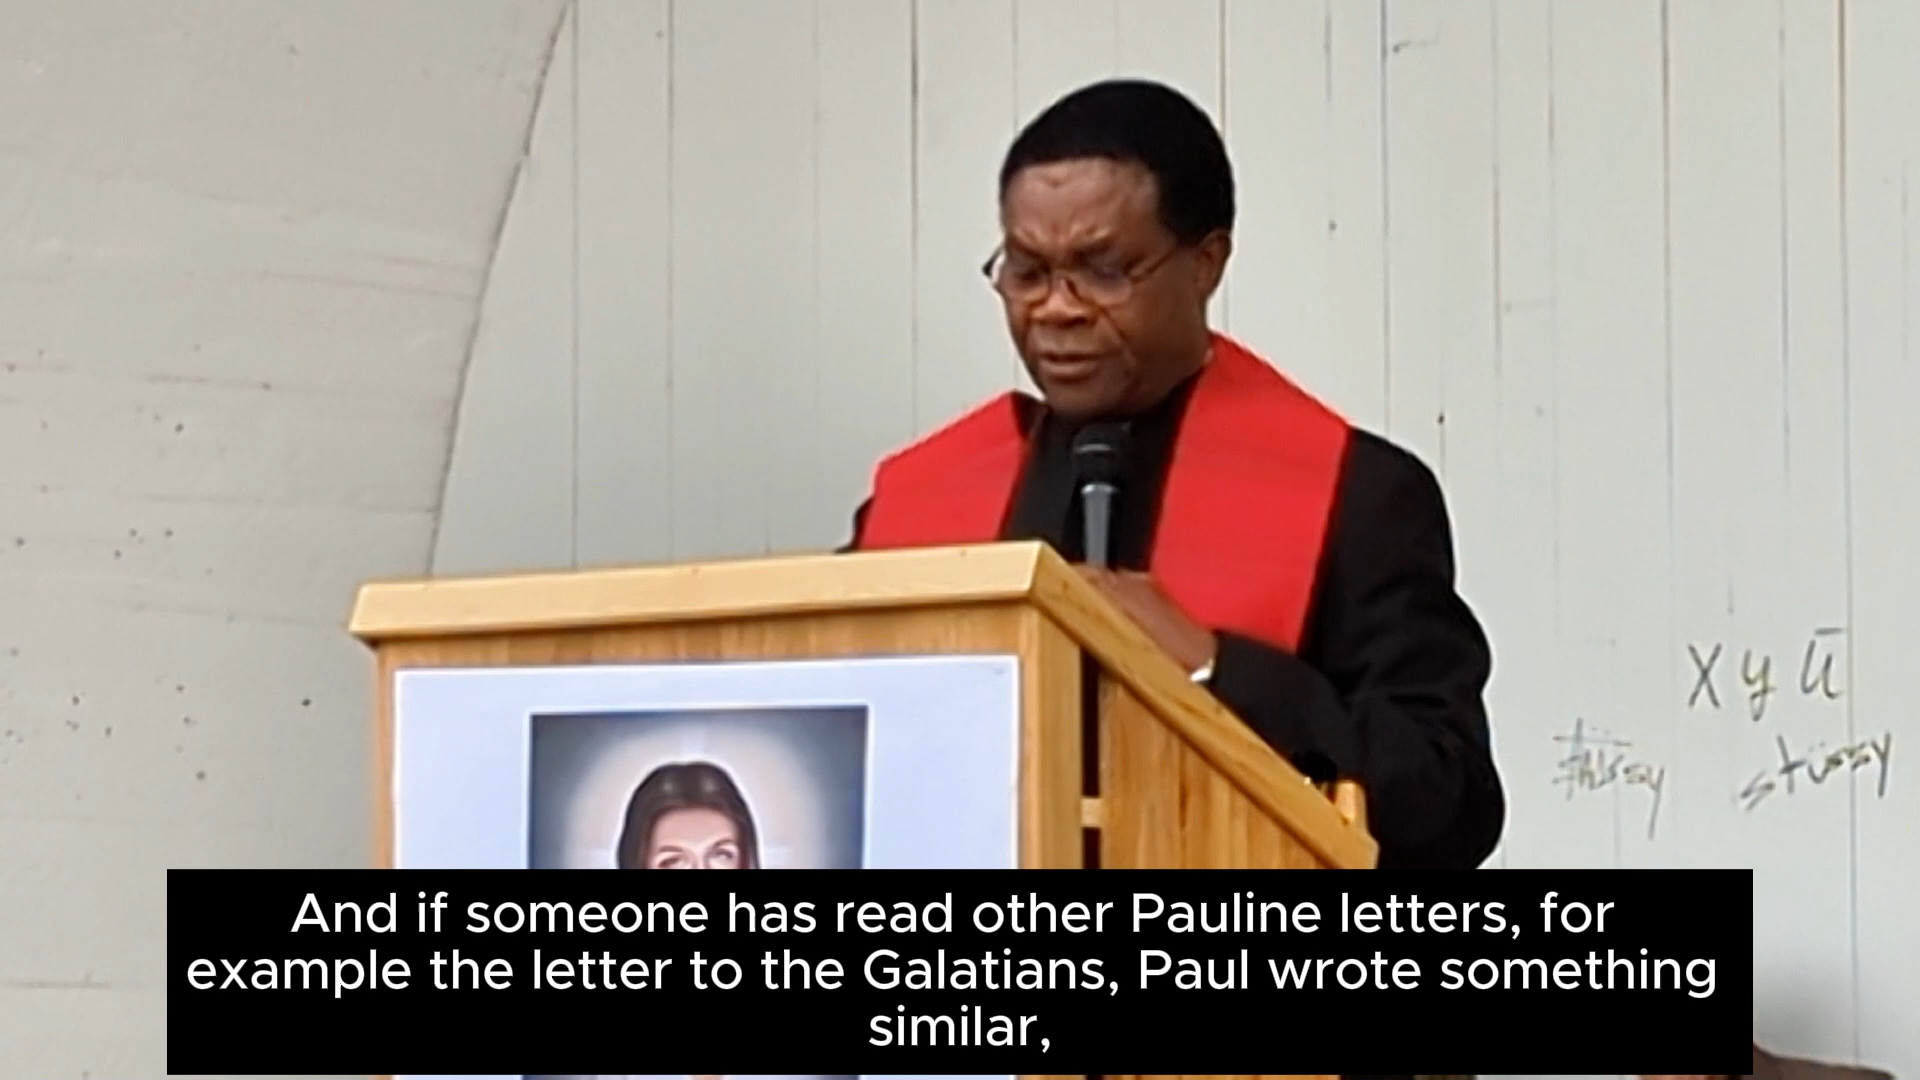 X y ū
stüssy
And if someone has read other Pauline letters, for
example the letter to the Galatians, Paul wrote something
similar,